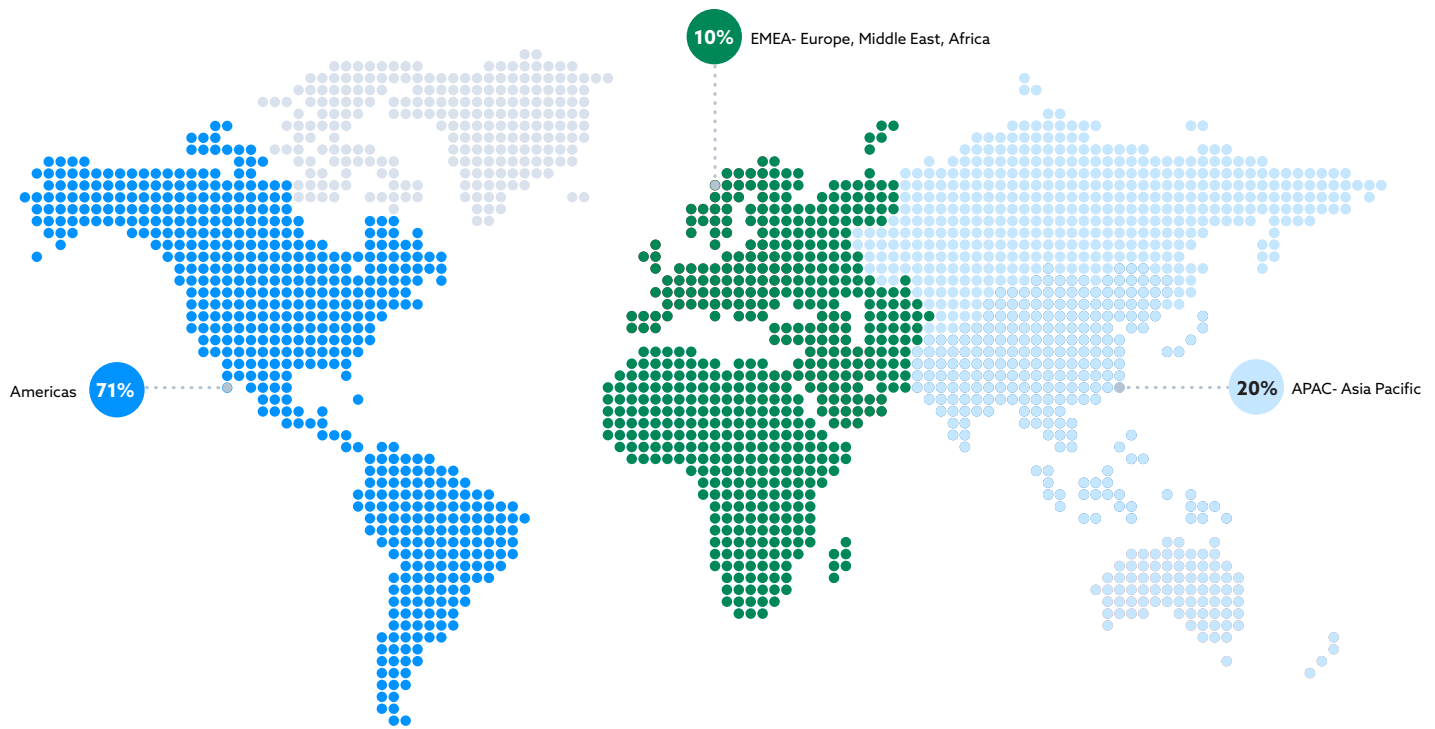 10% EMEA- Europe, Middle East, Africa
Americas 71%
20% APAC- Asia Pacific